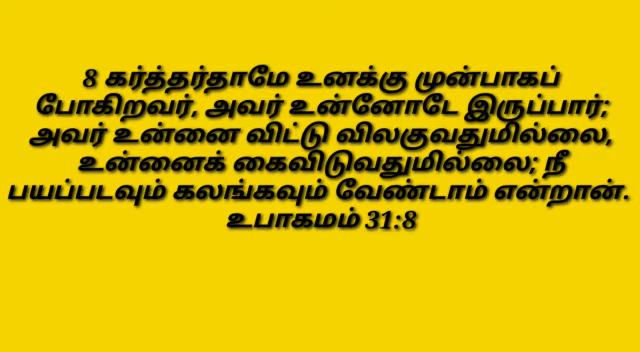 8 கர்த்தர்தாமே உனக்கு முன்பாகப்
போகிறவர், அவர் உன்னோடே இருப்பார்;
அவர் உன்னை விட்டு விலகுவதுமில்லை,
உன்னைக் கைவிடுவதுமில்லை; நீ
பயப்படவும் கலங்கவும் வேண்டாம் என்றான்.
உபாகமம் 31:8